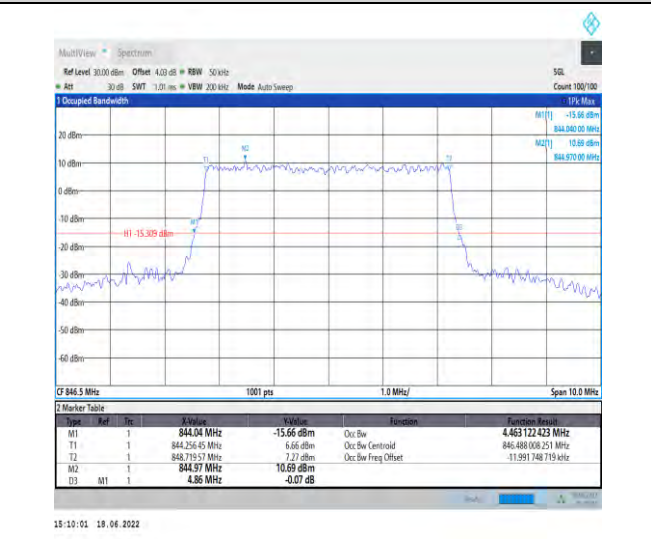 MultiView Spectrum
Ref Level 30.00 dBm Offset 4.03 dB RBW 50 kHz SGL
Att 30 dB SWT 1.01 ms VBW 200 kHz Mode Auto Sweep Count 100/100
1 Occupied Bandwidth 1Pk Max
M1[1] -15.66 dBm
844.040 00 MHz
M2[1] 10.69 dBm
844.970 00 MHz
20 dBm
M2
T1 T2
10 dBm
0 dBm
-10 dBm
M1
H1 -15.309 dBm
D3
-20 dBm
-30 dBm
-40 dBm
-50 dBm
-60 dBm
CF 846.5 MHz 1001 pts 1.0 MHz/ Span 10.0 MHz
2 Marker Table
Type Ref Trc X-Value Y-Value Function Function Result
M1 1 844.04 MHz -15.66 dBm Occ Bw 4.463 122 423 MHz
T1 1 844.256 45 MHz 6.66 dBm Occ Bw Centroid 846.488 008 251 MHz
T2 1 848.719 57 MHz 7.27 dBm Occ Bw Freq Offset -11.991 748 719 kHz
M2 1 844.97 MHz 10.69 dBm
D3 M1 1 4.86 MHz -0.07 dB
15:10:01 18.06.2022